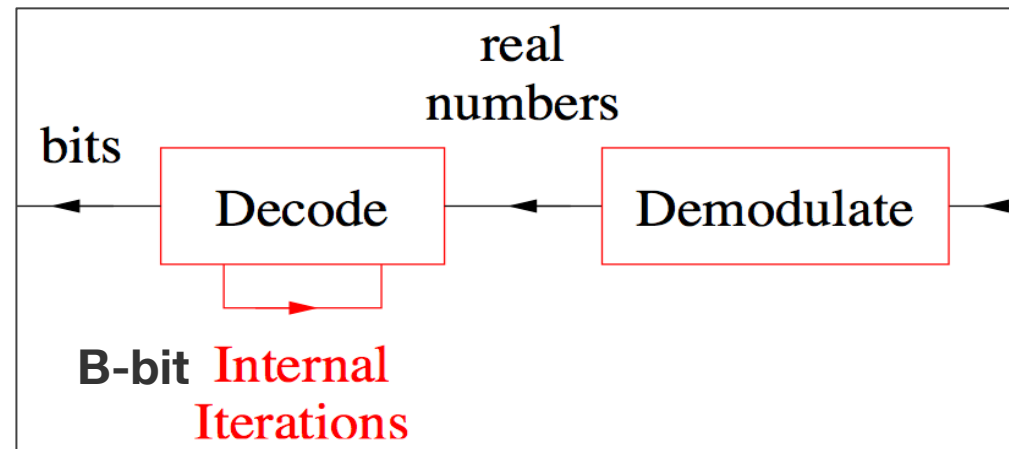 real
numbers
bits
Decode
Demodulate
B-bit Internal
Iterations